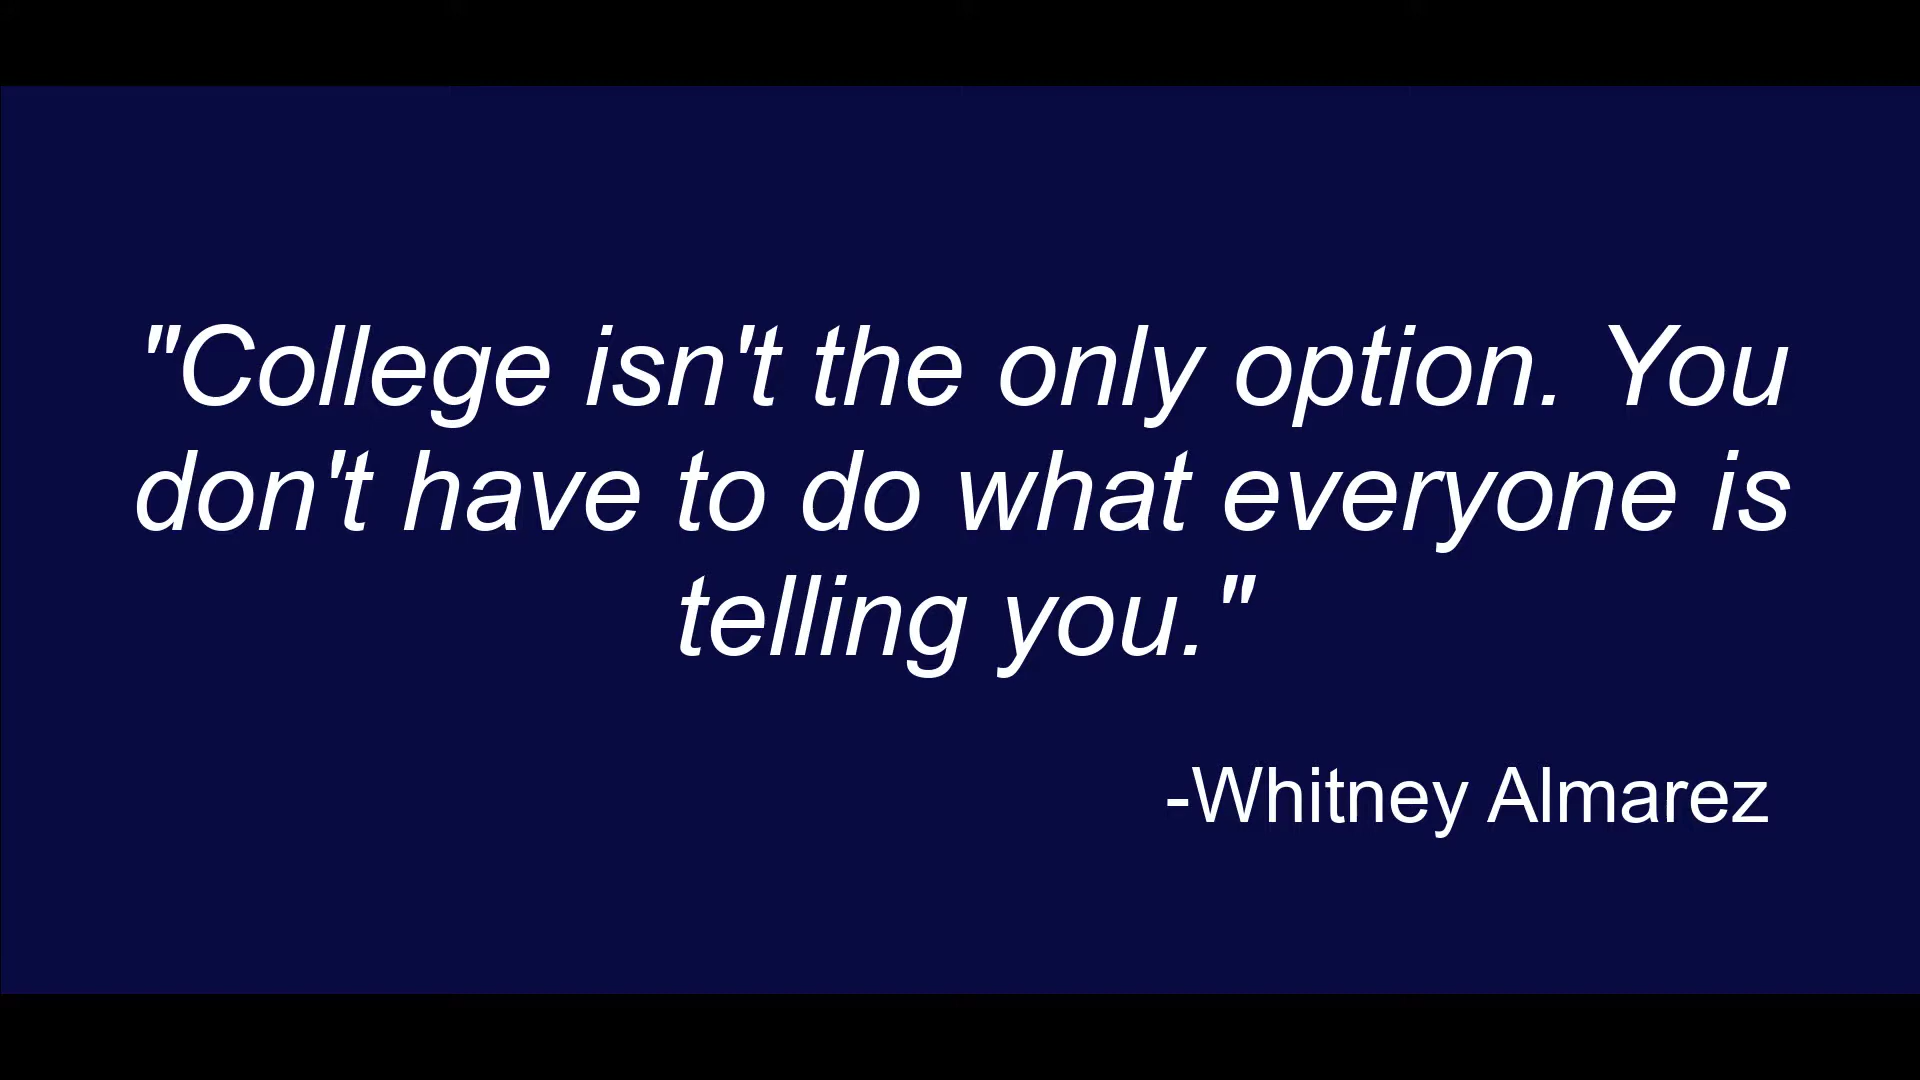 "College isn't the only option. You
don't have to do what everyone is
telling you."
-Whitney Almarez